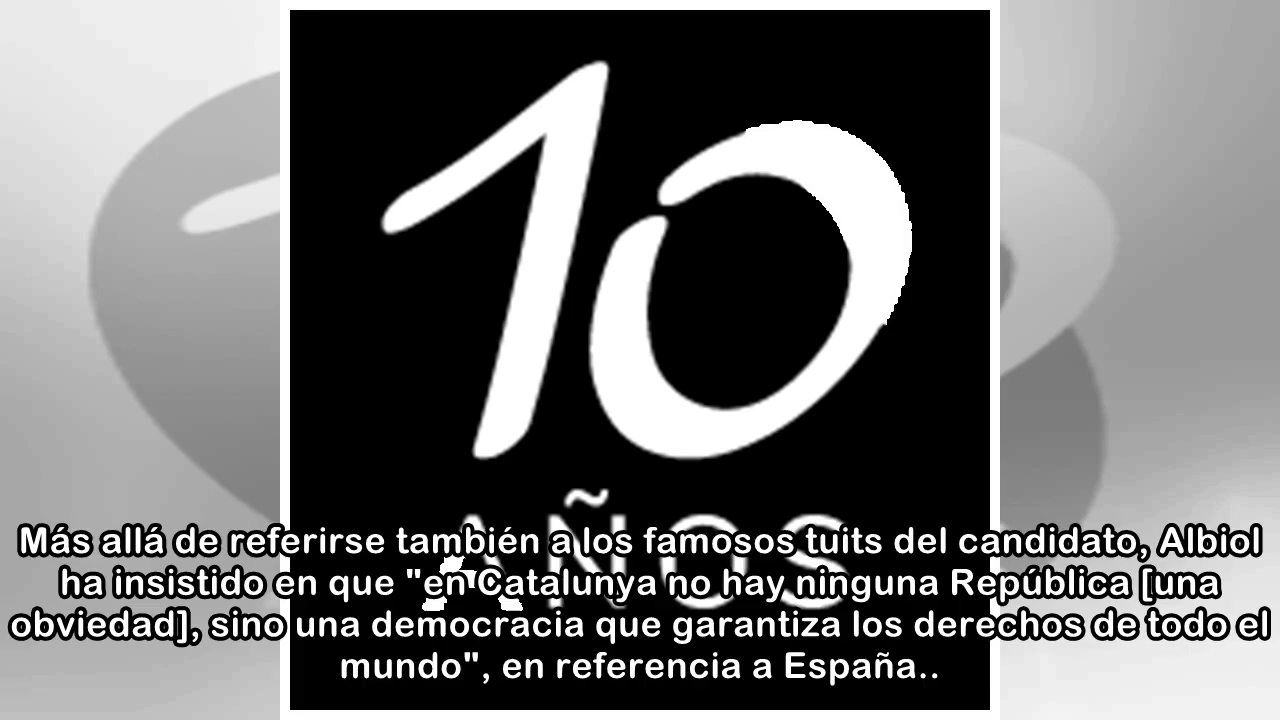 10
AÑOS
Más allá de referirse también a los famosos tuits del candidato, Albiol
ha insistido en que "en Catalunya no hay ninguna República [una
obviedad], sino una democracia que garantiza los derechos de todo el
mundo", en referencia a España..